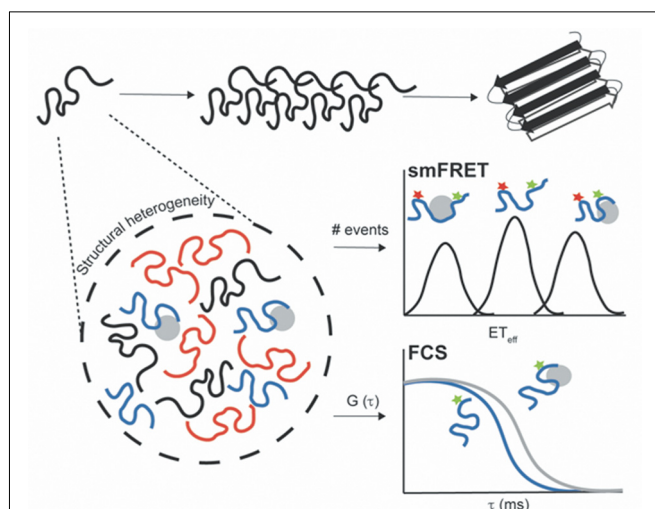 smFRET
Structural heterogeneity
# events
ET_eff
FCS
G (τ)
τ (ms)